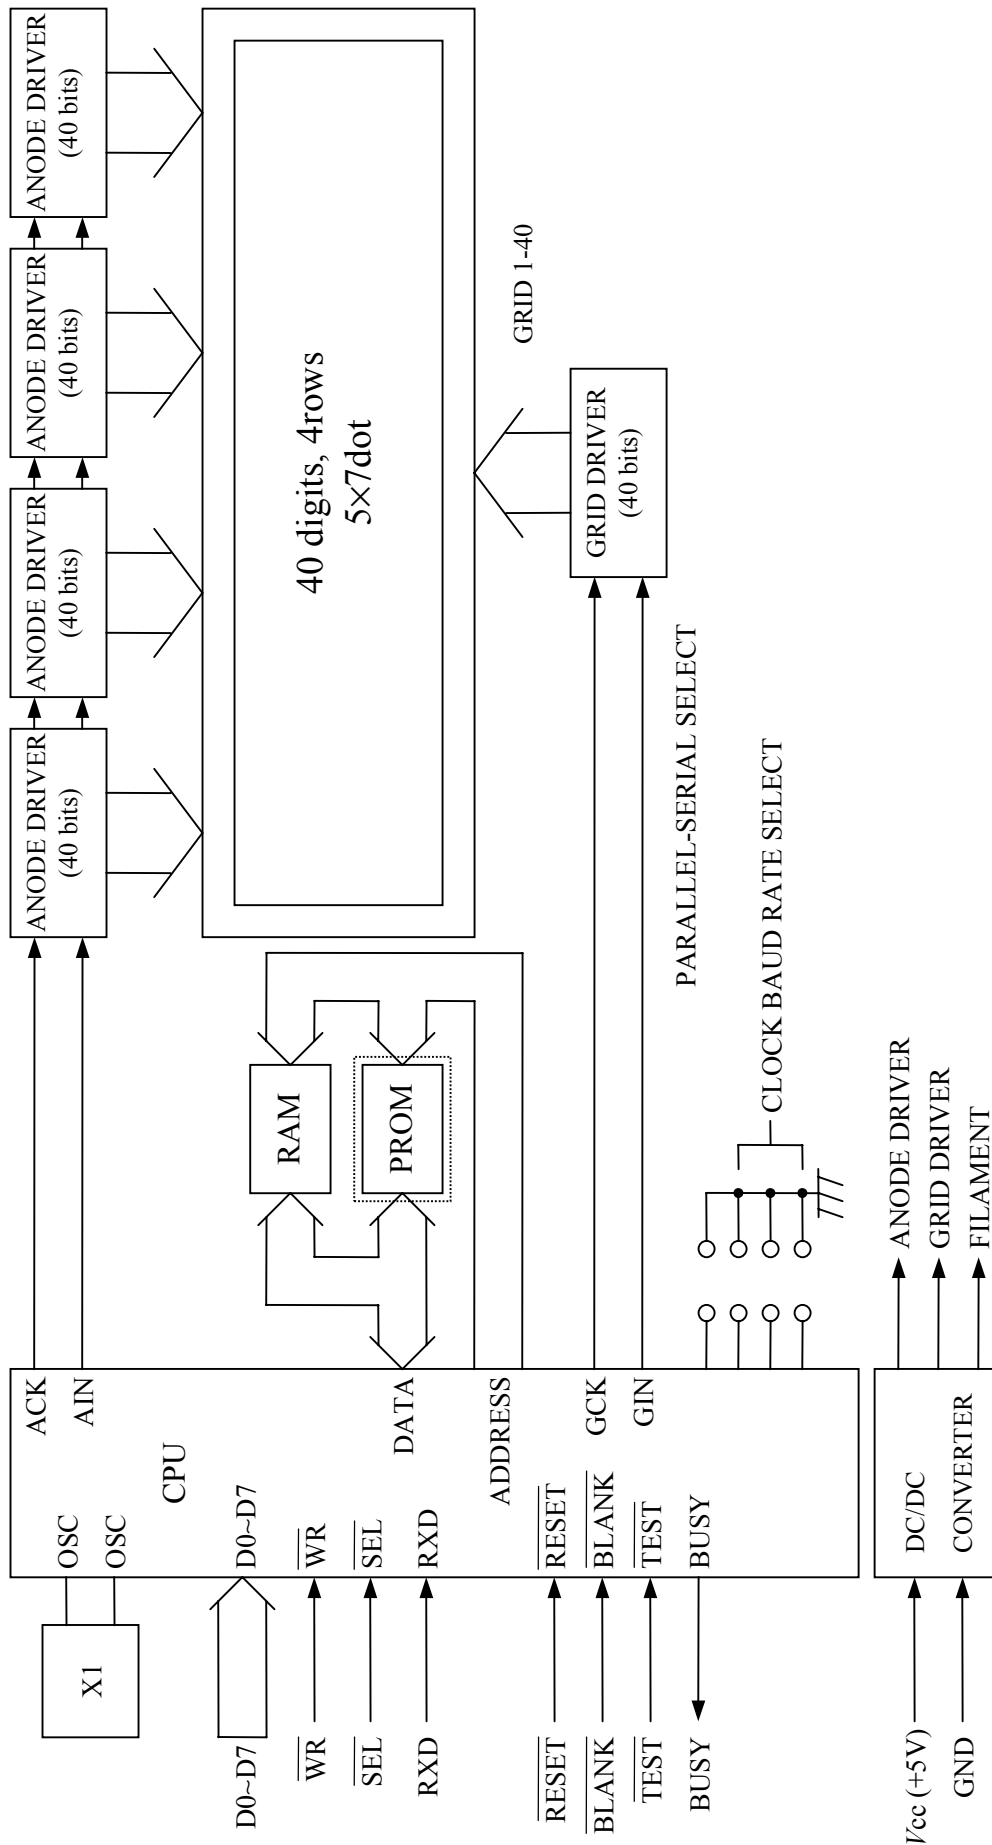 ANODE DRIVER
(40 bits)
ANODE DRIVER
(40 bits)
ANODE DRIVER
(40 bits)
ANODE DRIVER
(40 bits)
40 digits, 4rows
5×7dot
GRID 1-40
GRID DRIVER
(40 bits)
RAM
PROM
PARALLEL-SERIAL SELECT
CLOCK BAUD RATE SELECT
X1
OSC
OSC
CPU
ACK
AIN
D0~D7
D0~D7
WR
WR
SEL
SEL
RXD
RXD
DATA
ADDRESS
RESET
RESET
BLANK
BLANK
TEST
TEST
BUSY
BUSY
GCK
GIN
Vcc (+5V)
GND
DC/DC
CONVERTER
ANODE DRIVER
GRID DRIVER
FILAMENT